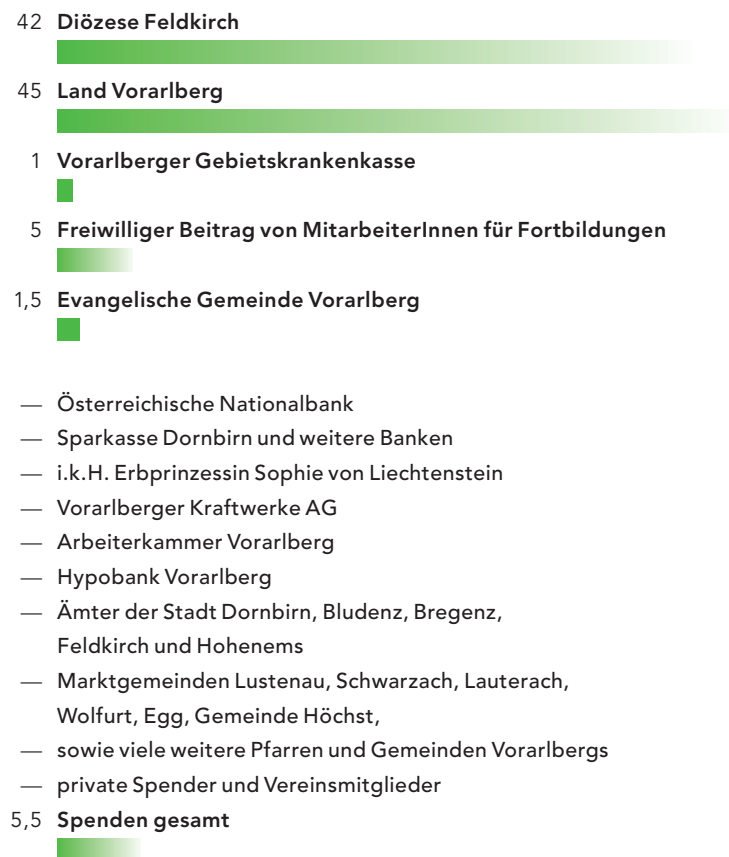 42 Diözese Feldkirch
45 Land Vorarlberg
1 Vorarlberger Gebietskrankenkasse
5 Freiwilliger Beitrag von MitarbeiterInnen für Fortbildungen
1,5 Evangelische Gemeinde Vorarlberg
— Österreichische Nationalbank
— Sparkasse Dornbirn und weitere Banken
— i.k.H. Erbprinzessin Sophie von Liechtenstein
— Vorarlberger Kraftwerke AG
— Arbeiterkammer Vorarlberg
— Hypobank Vorarlberg
— Ämter der Stadt Dornbirn, Bludenz, Bregenz,
Feldkirch und Hohenems
— Marktgemeinden Lustenau, Schwarzach, Lauterach,
Wolfurt, Egg, Gemeinde Höchst,
— sowie viele weitere Pfarren und Gemeinden Vorarlbergs
— private Spender und Vereinsmitglieder
5,5 Spenden gesamt